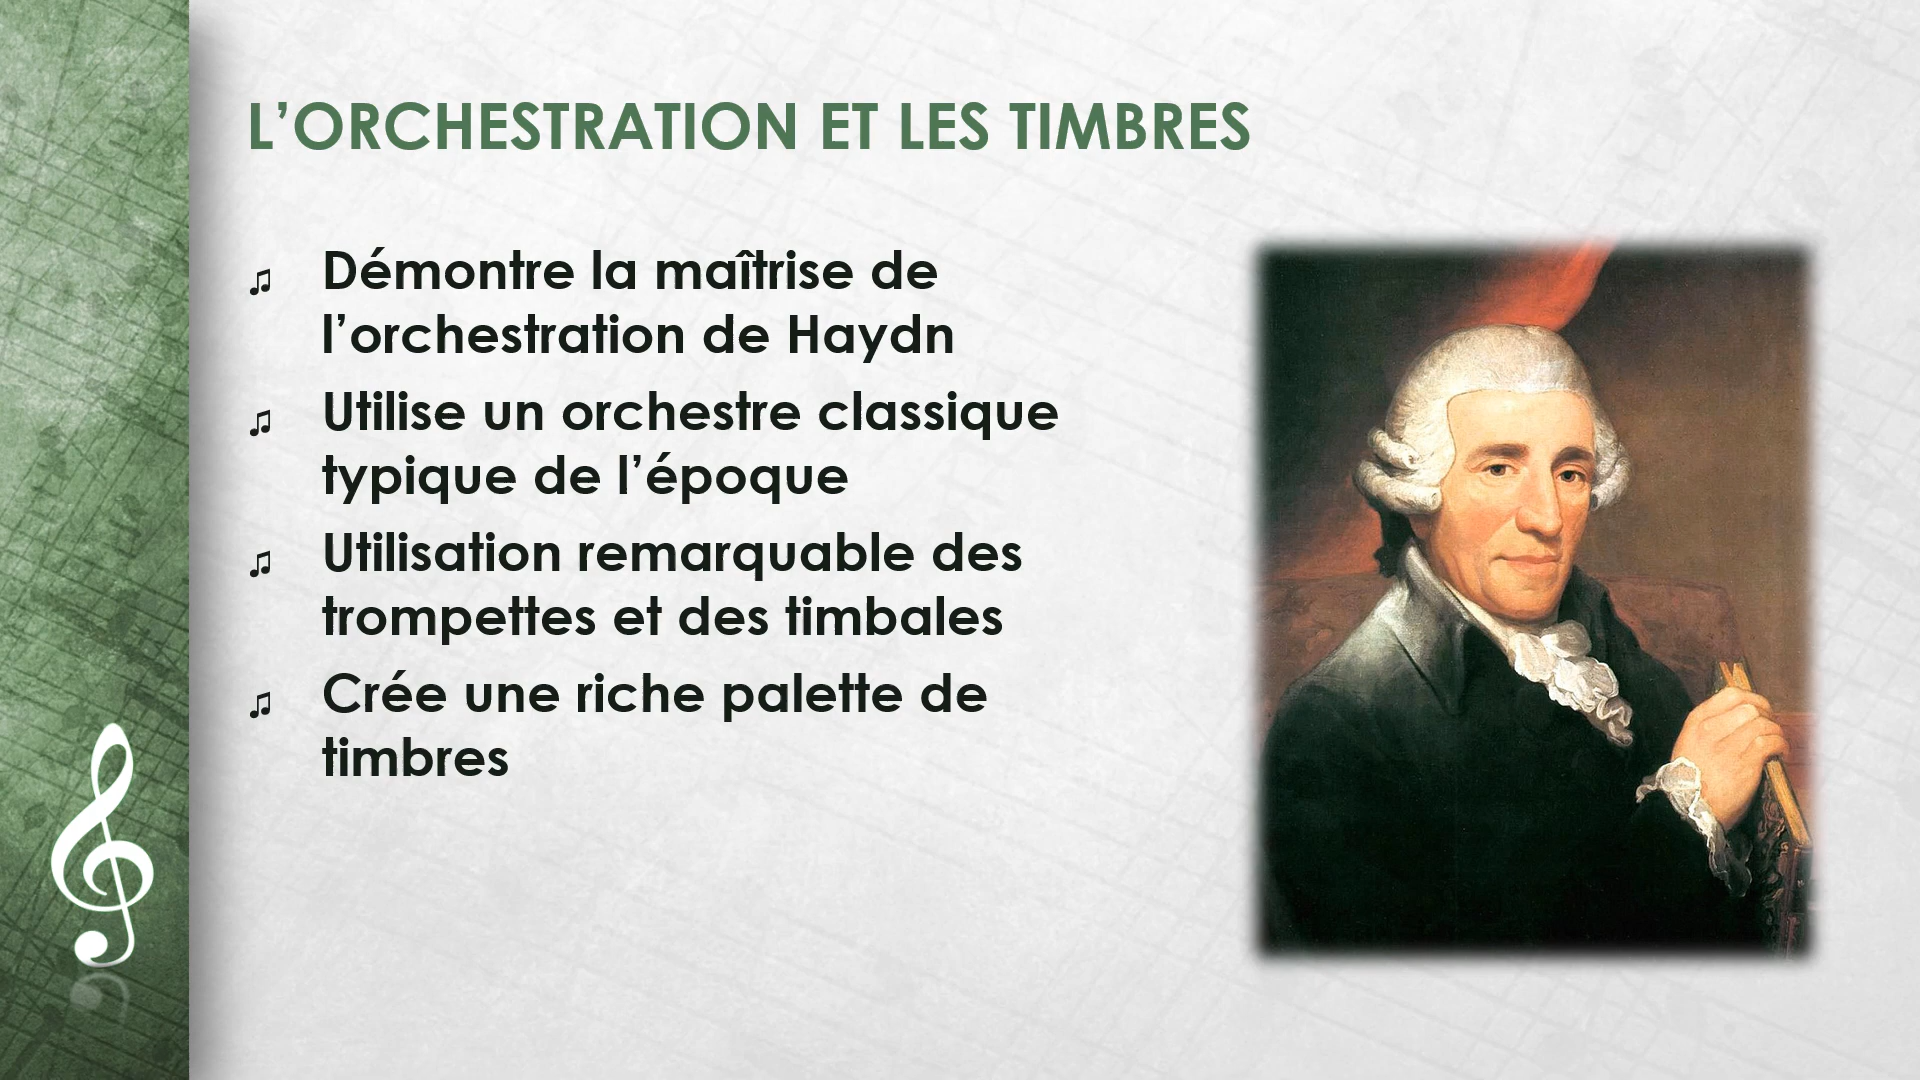 L’ORCHESTRATION ET LES TIMBRES
♫ Démontre la maîtrise de
l’orchestration de Haydn
♫ Utilise un orchestre classique
typique de l’époque
♫ Utilisation remarquable des
trompettes et des timbales
♫ Crée une riche palette de
timbres